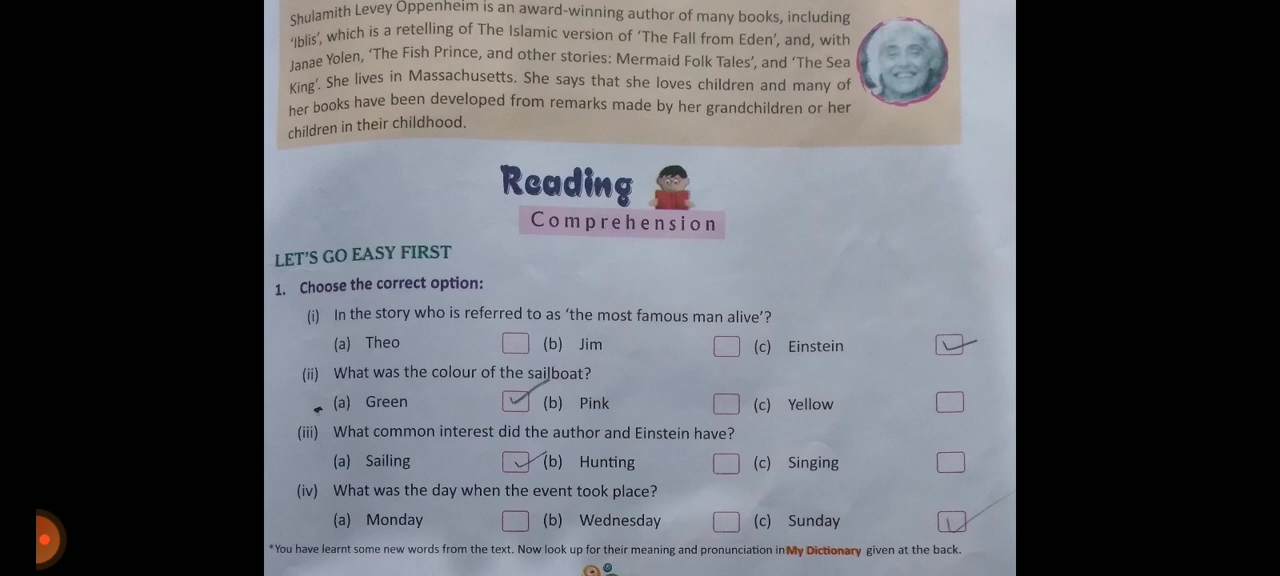 Shulamith Levey Oppenheim is an award-winning author of many books, including
'Iblis', which is a retelling of The Islamic version of 'The Fall from Eden', and, with
Janae Yolen, 'The Fish Prince, and other stories: Mermaid Folk Tales', and 'The Sea
King'. She lives in Massachusetts. She says that she loves children and many of
her books have been developed from remarks made by her grandchildren or her
children in their childhood.
Reading
Comprehension
LET'S GO EASY FIRST
1. Choose the correct option:
(i) In the story who is referred to as 'the most famous man alive'?
(a) Theo (b) Jim (c) Einstein
(ii) What was the colour of the sailboat?
(a) Green (b) Pink (c) Yellow
(iii) What common interest did the author and Einstein have?
(a) Sailing (b) Hunting (c) Singing
(iv) What was the day when the event took place?
(a) Monday (b) Wednesday (c) Sunday
*You have learnt some new words from the text. Now look up for their meaning and pronunciation in My Dictionary given at the back.